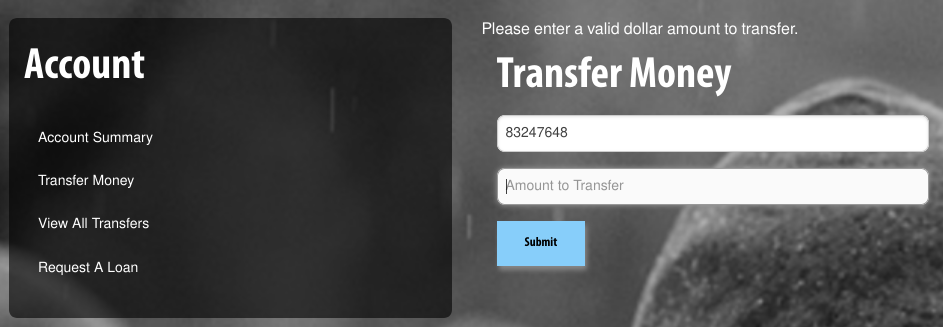 Account
Account Summary
Transfer Money
View All Transfers
Request A Loan
Please enter a valid dollar amount to transfer.
Transfer Money
83247648
Amount to Transfer
Submit